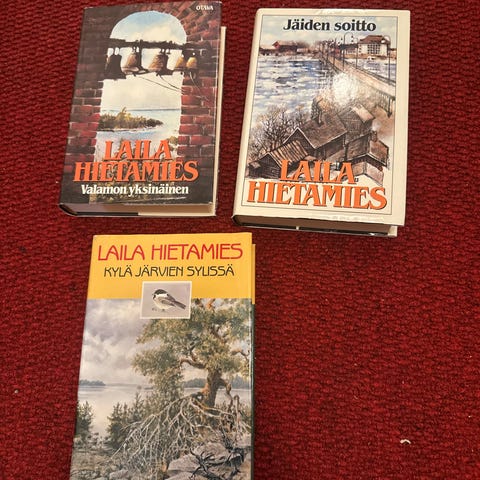 OTAVA
LAILA
HIETAMIES
Valamon yksinäinen
Jäiden soitto
LAILA
HIETAMIES
LAILA HIETAMIES
KYLÄ JÄRVIEN SYLISSÄ